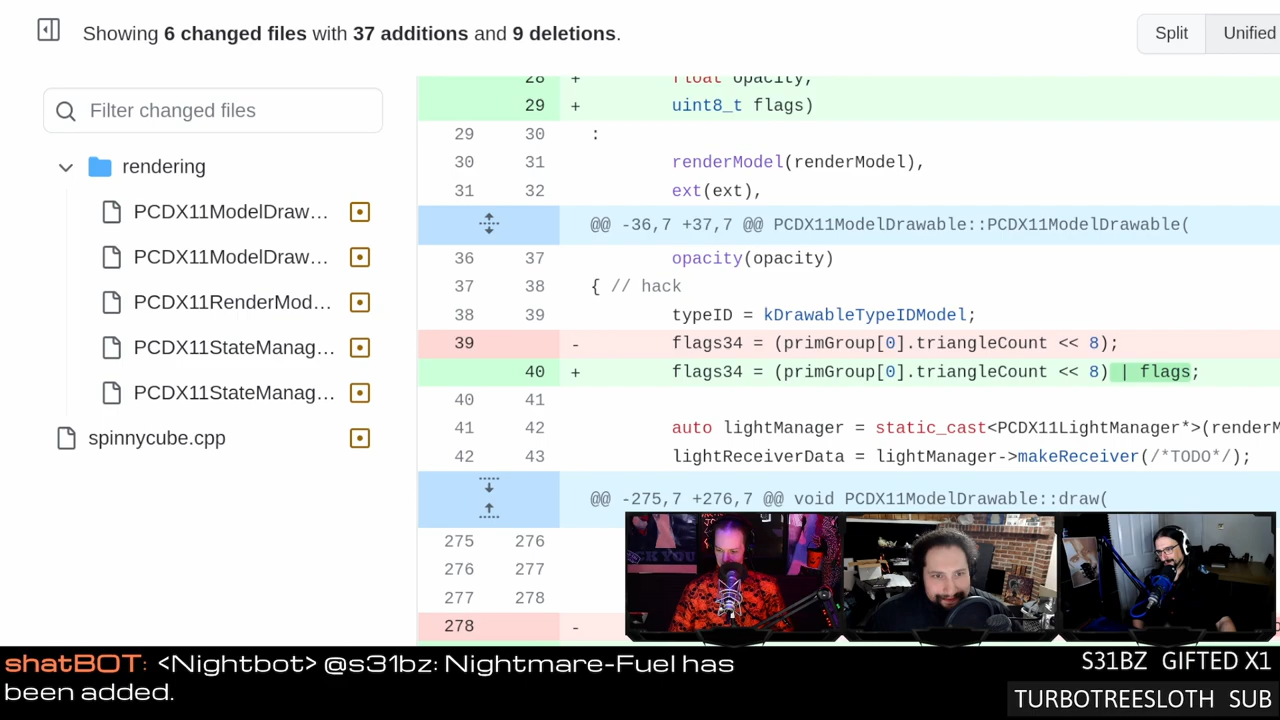 Showing 6 changed files with 37 additions and 9 deletions.
Split
Unified
Filter changed files
rendering
PCDX11ModelDraw…
PCDX11ModelDraw…
PCDX11RenderMod…
PCDX11StateManag…
PCDX11StateManag…
spinnycube.cpp
28 + float opacity,
29 + uint8_t flags)
29 30 :
30 31 renderModel(renderModel),
31 32 ext(ext),
@@ -36,7 +37,7 @@ PCDX11ModelDrawable::PCDX11ModelDrawable(
36 37 opacity(opacity)
37 38 { // hack
38 39 typeID = kDrawableTypeIDModel;
39 - flags34 = (primGroup[0].triangleCount << 8);
40 + flags34 = (primGroup[0].triangleCount << 8) | flags;
40 41
41 42 auto lightManager = static_cast<PCDX11LightManager*>(renderM
42 43 lightReceiverData = lightManager->makeReceiver(/*TODO*/);
@@ -275,7 +276,7 @@ void PCDX11ModelDrawable::draw(
275 276
276 277
277 278
278 -
shatBOT: <Nightbot> @s31bz: Nightmare-Fuel has
been added.
S31BZ GIFTED X1
TURBOTREESLOTH SUB